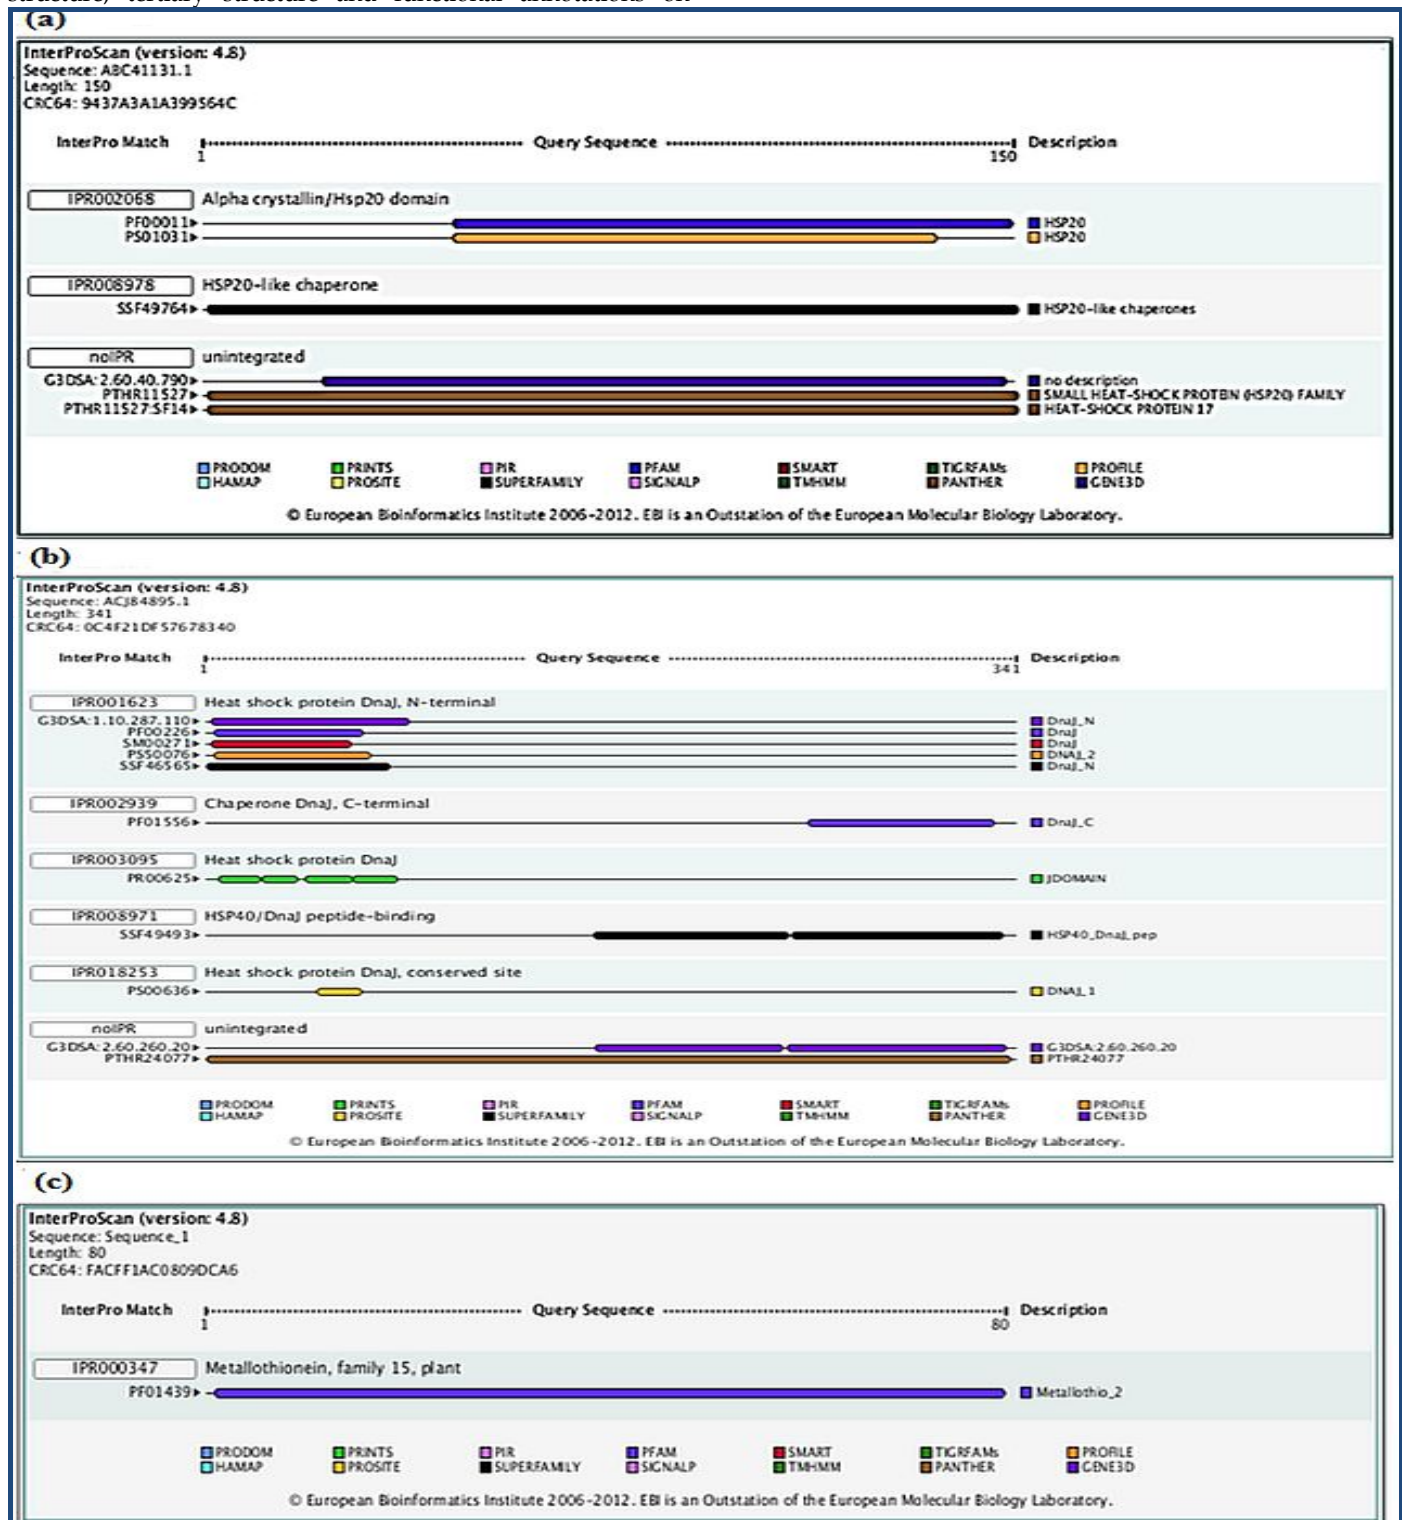 structure, tertiary structure and functional annotations on
(a)
InterProScan (version: 4.8)
Sequence: ABC41131.1
Length: 150
CRC64: 9437A3A1A399564C
InterPro Match Query Sequence Description
1 150
IPR002068 Alpha crystallin/Hsp20 domain
PF00011 HSP20
PS01031 HSP20
IPR008978 HSP20-like chaperone
SSF49764 HSP20-like chaperones
noIPR unintegrated
G3DSA:2.60.40.790 no description
PTHR11527 SMALL HEAT-SHOCK PROTEIN (HSP20) FAMILY
PTHR11527:SF14 HEAT-SHOCK PROTEIN 17
PRODOM PRINTS PIR PFAM SMART TIGRFAMs PROFILE
HAMAP PROSITE SUPERFAMILY SIGNALP TMHMM PANTHER GENE3D
© European Bioinformatics Institute 2006-2012. EBI is an Outstation of the European Molecular Biology Laboratory.
(b)
InterProScan (version: 4.8)
Sequence: ACJ84895.1
Length: 341
CRC64: 0C4F21DF57678340
InterPro Match Query Sequence Description
1 341
IPR001623 Heat shock protein DnaJ, N-terminal
G3DSA:1.10.287.110 DnaJ_N
PF00226 DnaJ
SM00271 DnaJ
PS50076 DNAJ_2
SSF46565 DnaJ_N
IPR002939 Chaperone DnaJ, C-terminal
PF01556 DnaJ_C
IPR003095 Heat shock protein DnaJ
PR00625 JDOMAIN
IPR008971 HSP40/DnaJ peptide-binding
SSF49493 HSP40_DnaJ_pep
IPR018253 Heat shock protein DnaJ, conserved site
PS00636 DNAJ_1
noIPR unintegrated
G3DSA:2.60.260.20 G3DSA:2.60.260.20
PTHR24077 PTHR24077
PRODOM PRINTS PIR PFAM SMART TIGRFAMs PROFILE
HAMAP PROSITE SUPERFAMILY SIGNALP TMHMM PANTHER GENE3D
© European Bioinformatics Institute 2006-2012. EBI is an Outstation of the European Molecular Biology Laboratory.
(c)
InterProScan (version: 4.8)
Sequence: Sequence_1
Length: 80
CRC64: FACFF1AC0809DCA6
InterPro Match Query Sequence Description
1 80
IPR000347 Metallothionein, family 15, plant
PF01439 Metallothio_2
PRODOM PRINTS PIR PFAM SMART TIGRFAMs PROFILE
HAMAP PROSITE SUPERFAMILY SIGNALP TMHMM PANTHER GENE3D
© European Bioinformatics Institute 2006-2012. EBI is an Outstation of the European Molecular Biology Laboratory.